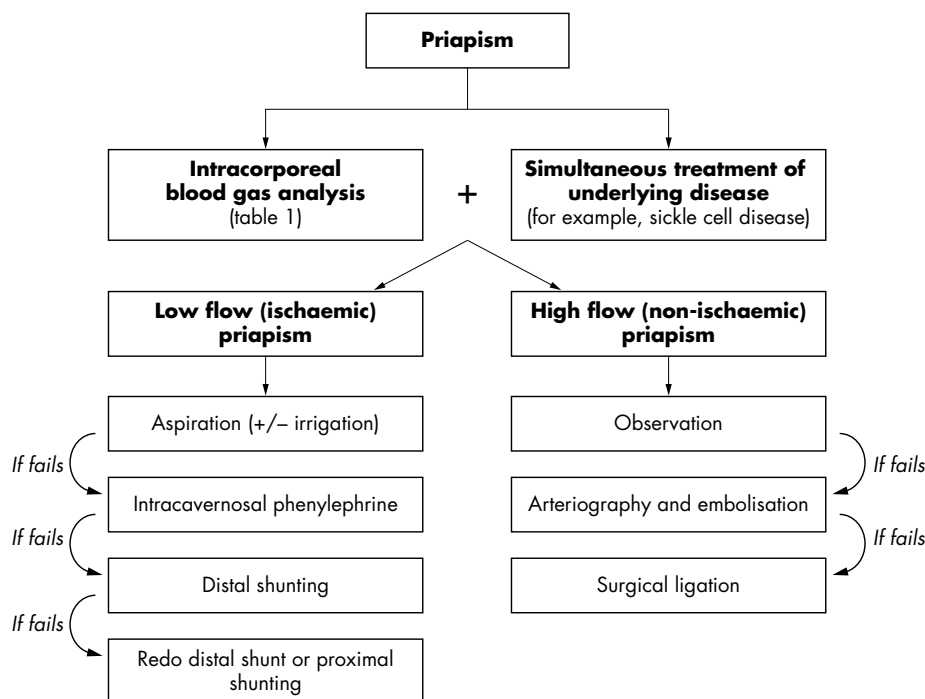 Priapism
Intracorporeal
blood gas analysis
(table 1)
+
Simultaneous treatment of
underlying disease
(for example, sickle cell disease)
Low flow (ischaemic)
priapism
High flow (non-ischaemic)
priapism
Aspiration (+/– irrigation)
Observation
If fails
If fails
Intracavernosal phenylephrine
Arteriography and embolisation
If fails
If fails
Distal shunting
Surgical ligation
If fails
Redo distal shunt or proximal
shunting